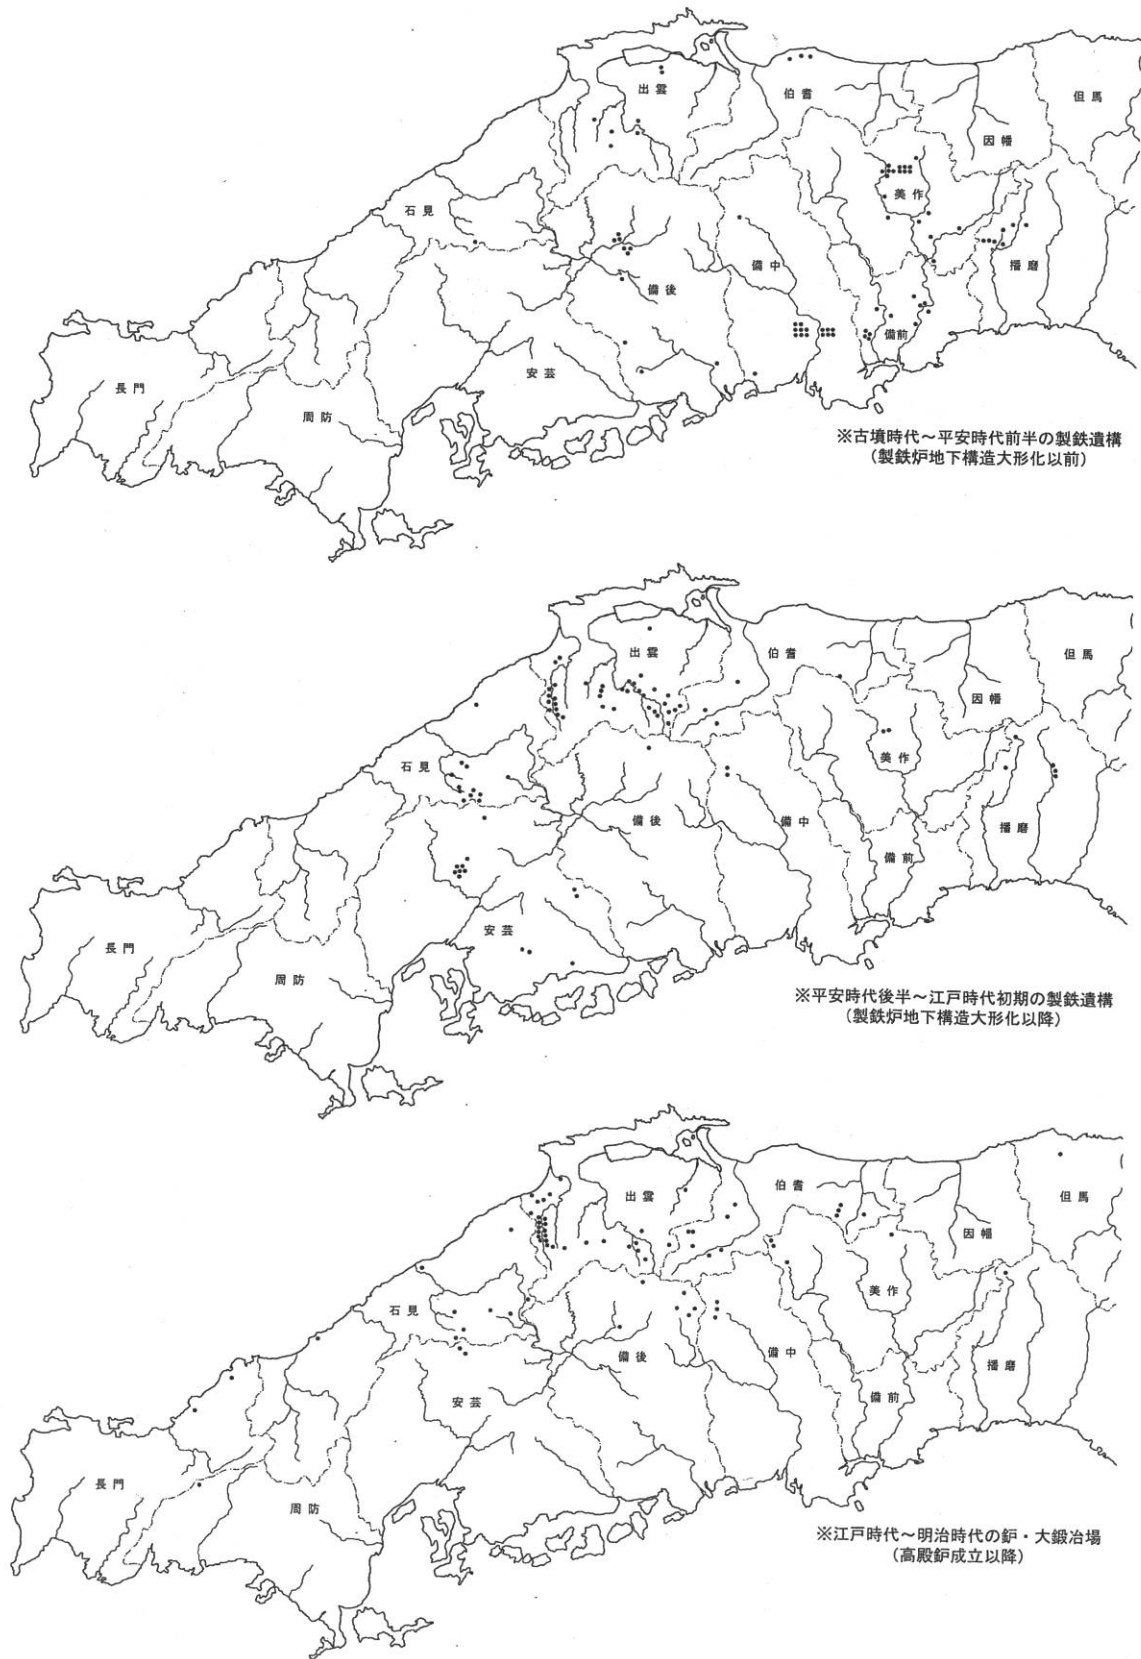 出雲
伯耆
但馬
因幡
美作
石見
播磨
備中
備後
備前
安芸
長門
周防
※古墳時代~平安時代前半の製鉄遺構
(製鉄炉地下構造大形化以前)
出雲
伯耆
但馬
石見
美作
因幡
備後
備中
播磨
備前
安芸
長門
周防
※平安時代後半~江戸時代初期の製鉄遺構
(製鉄炉地下構造大形化以降)
出雲
伯耆
但馬
因幡
石見
美作
備後
備中
播磨
備前
安芸
長門
周防
※江戸時代~明治時代の鈩・大鍛冶場
(高殿鈩成立以降)